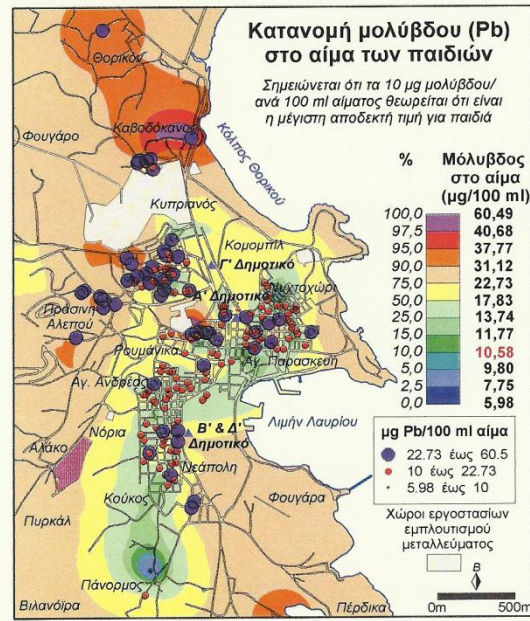 Κατανομή μολύβδου (Pb)
στο αίμα των παιδιών
Σημειώνεται ότι τα 10 μg μολύβδου/
ανά 100 ml αίματος θεωρείται ότι είναι
η μέγιστη αποδεκτή τιμή για παιδιά
Θορικού
Φουγάρο
Καβοδόκανος
Κόλπος Θορικού
Κυπριανός
Κομομπίλ
Γ' Δημοτικό
Νυχτοχώρι
Α' Δημοτικό
Πράσινη
Αλεπού
Ρουμάνικα
Αγ. Παρασκευή
Αγ. Ανδρέας
Λιμήν Λαυρίου
Νόρια
Β' & Δ'
Δημοτικό
Αλάκο
Νεάπολη
Κούκος
Φουγάρα
Πυρκάλ
Πάνορμος
Βιλανόιρα
Πέρδικα
% Μόλυβδος
στο αίμα
(μg/100 ml)
100,0 60,49
97,5 40,68
95,0 37,77
90,0 31,12
75,0 22,73
50,0 17,83
25,0 13,74
15,0 11,77
10,0 10,58
5,0 9,80
2,5 7,75
0,0 5,98
μg Pb/100 ml αίμα
22.73 έως 60.5
10 έως 22.73
5.98 έως 10
Χώροι εργοστασίων
εμπλουτισμού
μεταλλεύματος
Β
0m 500m